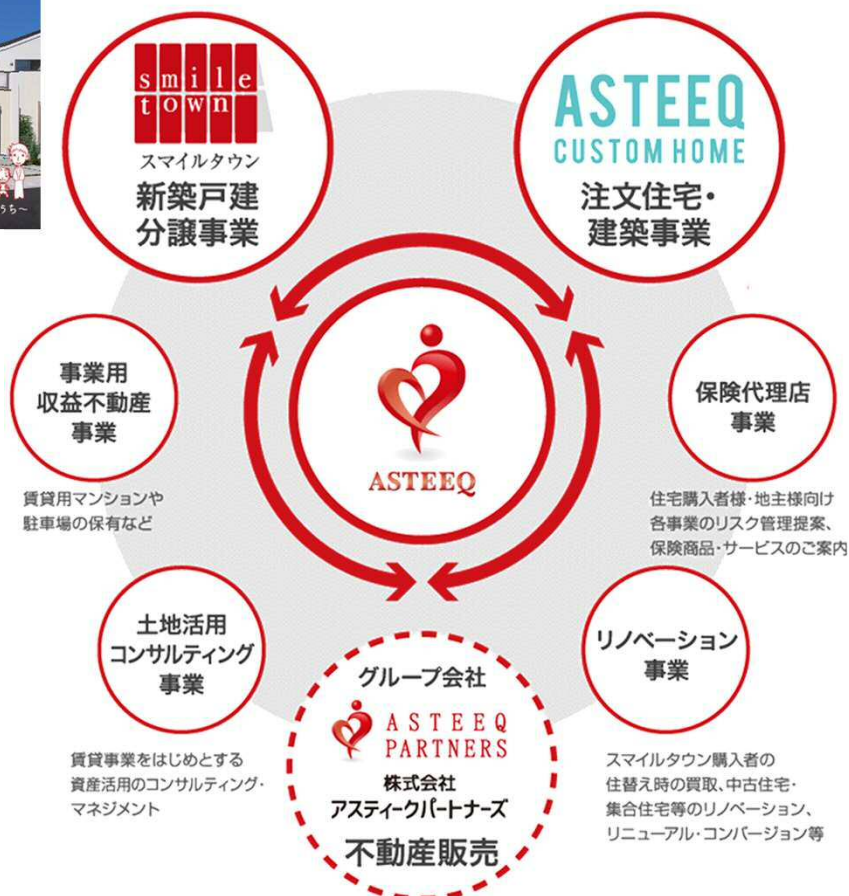 smile
town
スマイルタウン
新築戸建
分譲事業
ASTEEQ
CUSTOM HOME
注文住宅・
建築事業
事業用
収益不動産
事業
賃貸用マンションや
駐車場の保有など
ASTEEQ
保険代理店
事業
住宅購入者様・地主様向け
各事業のリスク管理提案、
保険商品・サービスのご案内
土地活用
コンサルティング
事業
賃貸事業をはじめとする
資産活用のコンサルティング・
マネジメント
グループ会社
ASTEEQ
PARTNERS
株式会社
アスティークパートナーズ
不動産販売
リノベーション
事業
スマイルタウン購入者の
住替え時の買取、中古住宅・
集合住宅等のリノベーション、
リニューアル・コンバージョン等